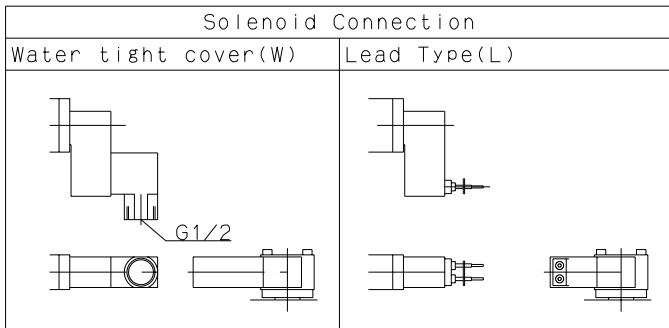 Solenoid Connection
Water tight cover(W)
Lead Type(L)
G1/2